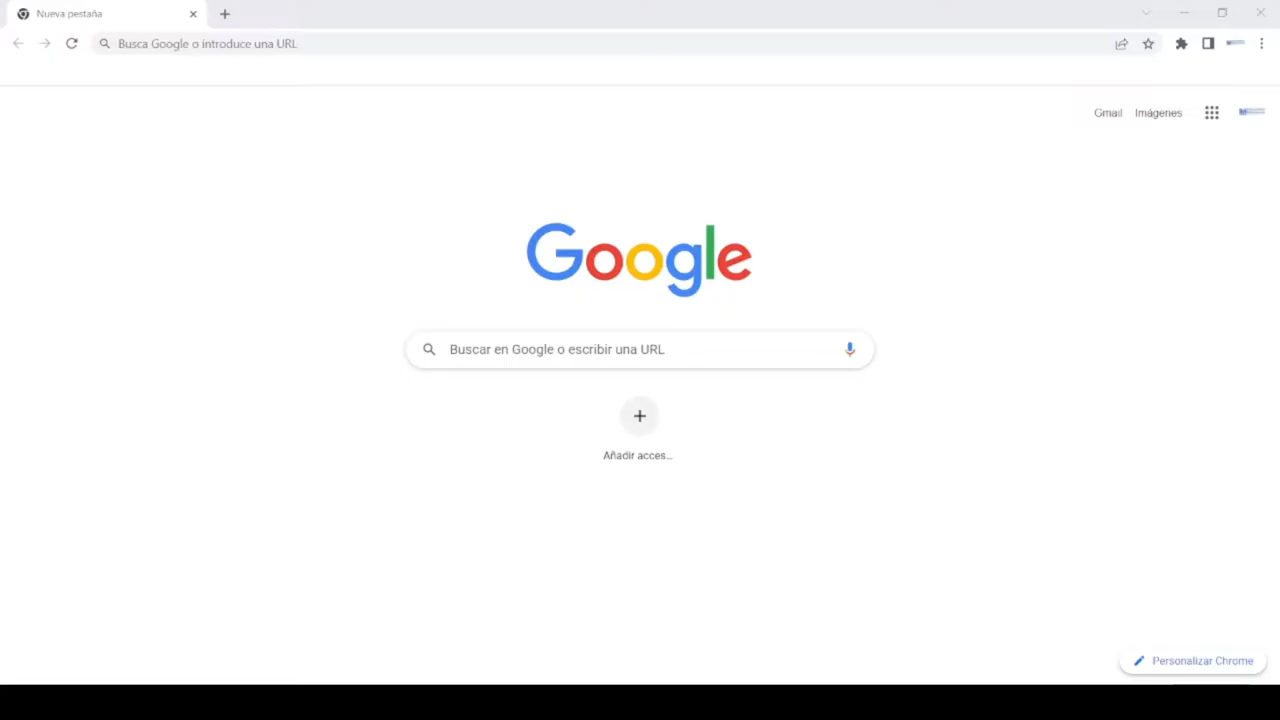 Nueva pestaña
Busca Google o introduce una URL
Gmail Imágenes
Google
Buscar en Google o escribir una URL
Añadir acces...
Personalizar Chrome